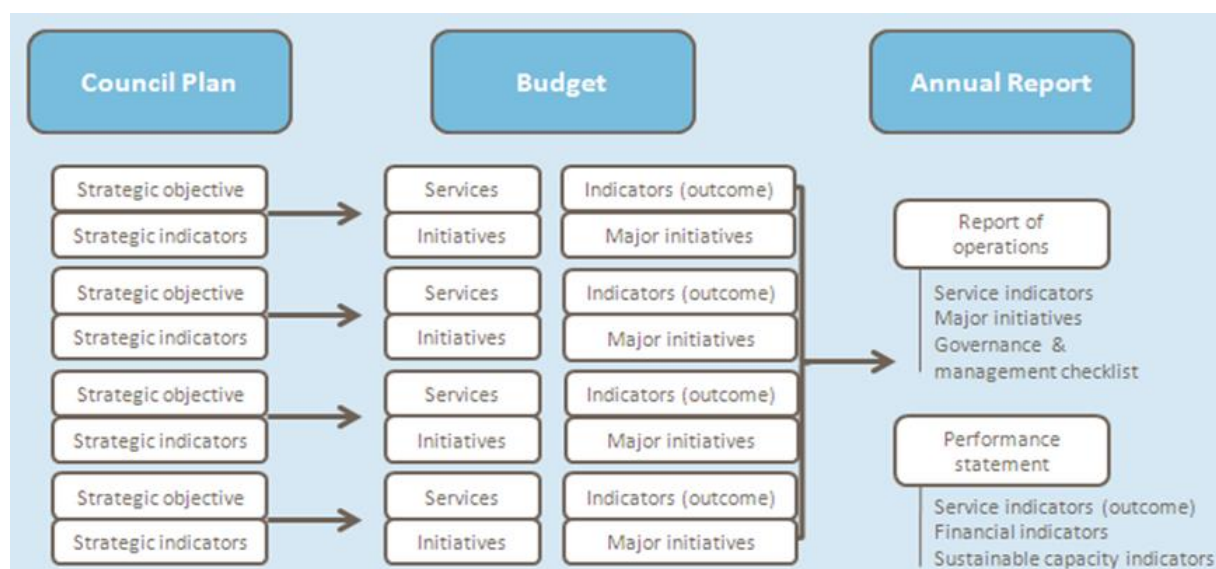 Council Plan
Budget
Annual Report
Strategic objective
Strategic indicators
Strategic objective
Strategic indicators
Strategic objective
Strategic indicators
Strategic objective
Strategic indicators
Services
Initiatives
Services
Initiatives
Services
Initiatives
Services
Initiatives
Indicators (outcome)
Major initiatives
Indicators (outcome)
Major initiatives
Indicators (outcome)
Major initiatives
Indicators (outcome)
Major initiatives
Report of
operations
Service indicators
Major initiatives
Governance &
management checklist
Performance
statement
Service indicators (outcome)
Financial indicators
Sustainable capacity indicators